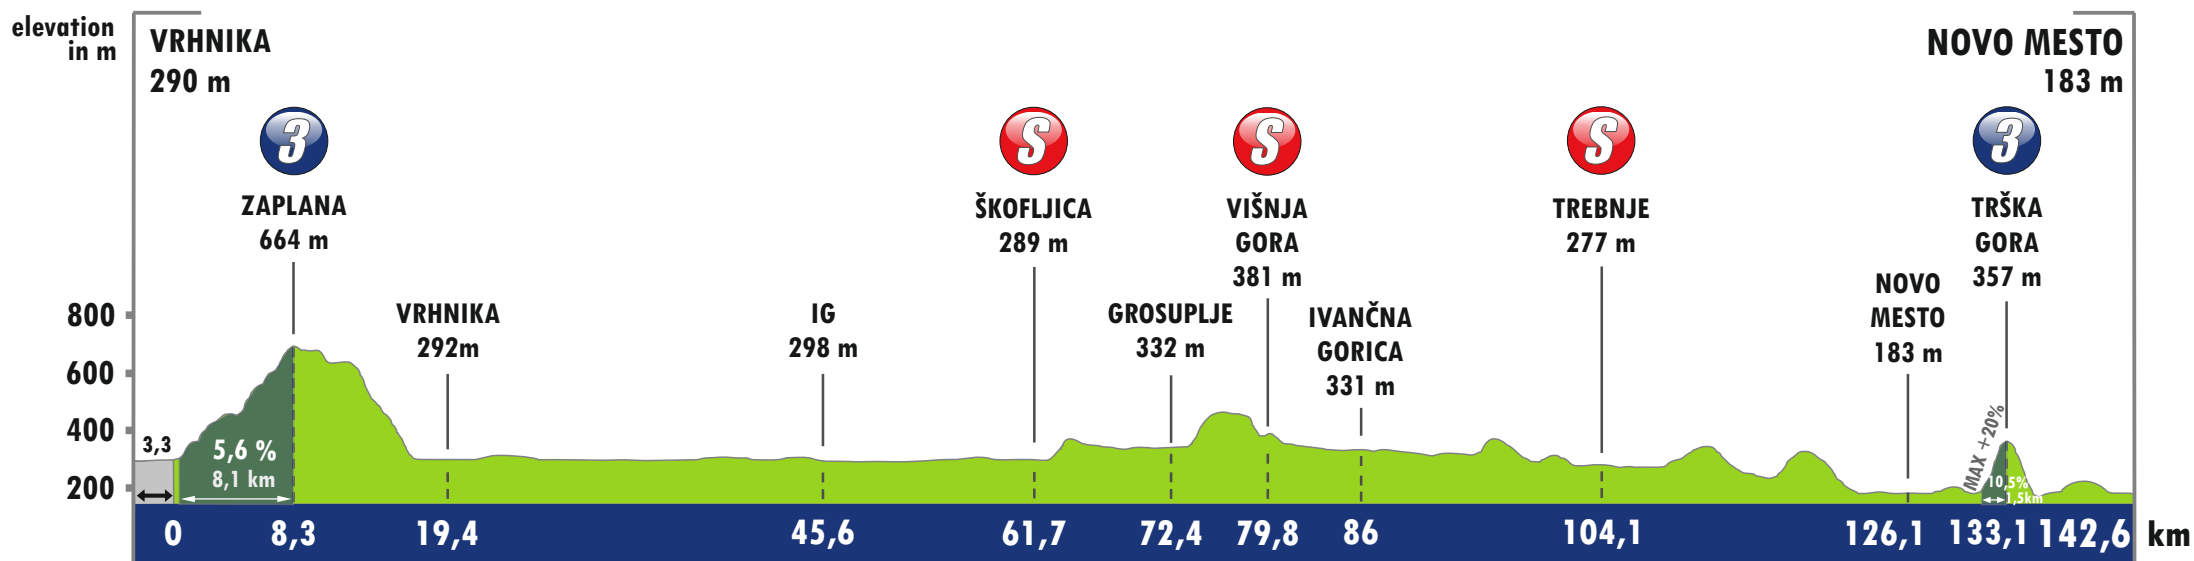 elevation
in m
VRHNIKA
290 m
NOVO MESTO
183 m
3
S
S
S
3
ZAPLANA
664 m
ŠKOFLJICA
289 m
VIŠNJA
GORA
381 m
TREBNJE
277 m
TRŠKA
GORA
357 m
VRHNIKA
292m
IG
298 m
GROSUPLJE
332 m
IVANČNA
GORICA
331 m
NOVO
MESTO
183 m
800
600
400
200
3,3
5,6 %
8,1 km
MAX +20%
10,5%
1,5km
0 8,3 19,4 45,6 61,7 72,4 79,8 86 104,1 126,1 133,1 142,6 km